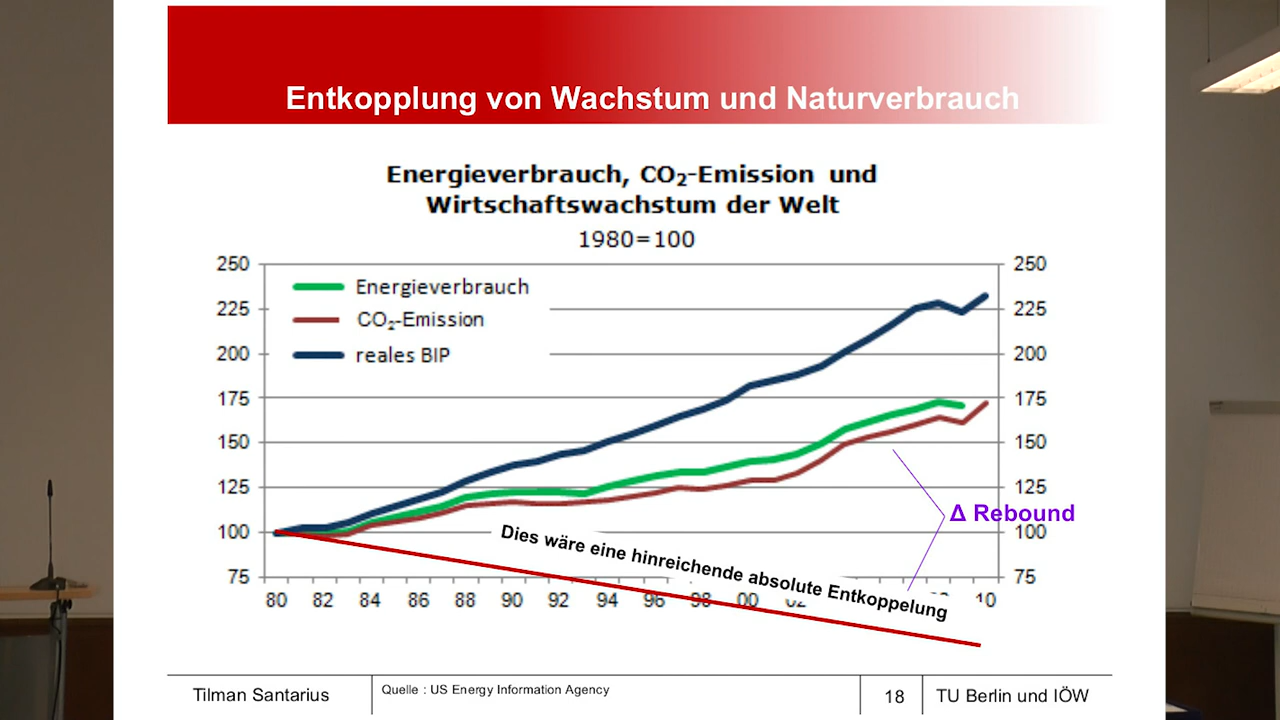 Entkopplung von Wachstum und Naturverbrauch
Energieverbrauch, CO₂-Emission und
Wirtschaftswachstum der Welt
1980=100
250
225
200
175
150
125
100
75
Energieverbrauch
CO₂-Emission
reales BIP
250
225
200
175
150
125
100
75
Δ Rebound
Dies wäre eine hinreichende absolute Entkoppelung
80 82 84 86 88 90 92 94 96 98 00 02 10
Tilman Santarius
Quelle : US Energy Information Agency
18
TU Berlin und IÖW